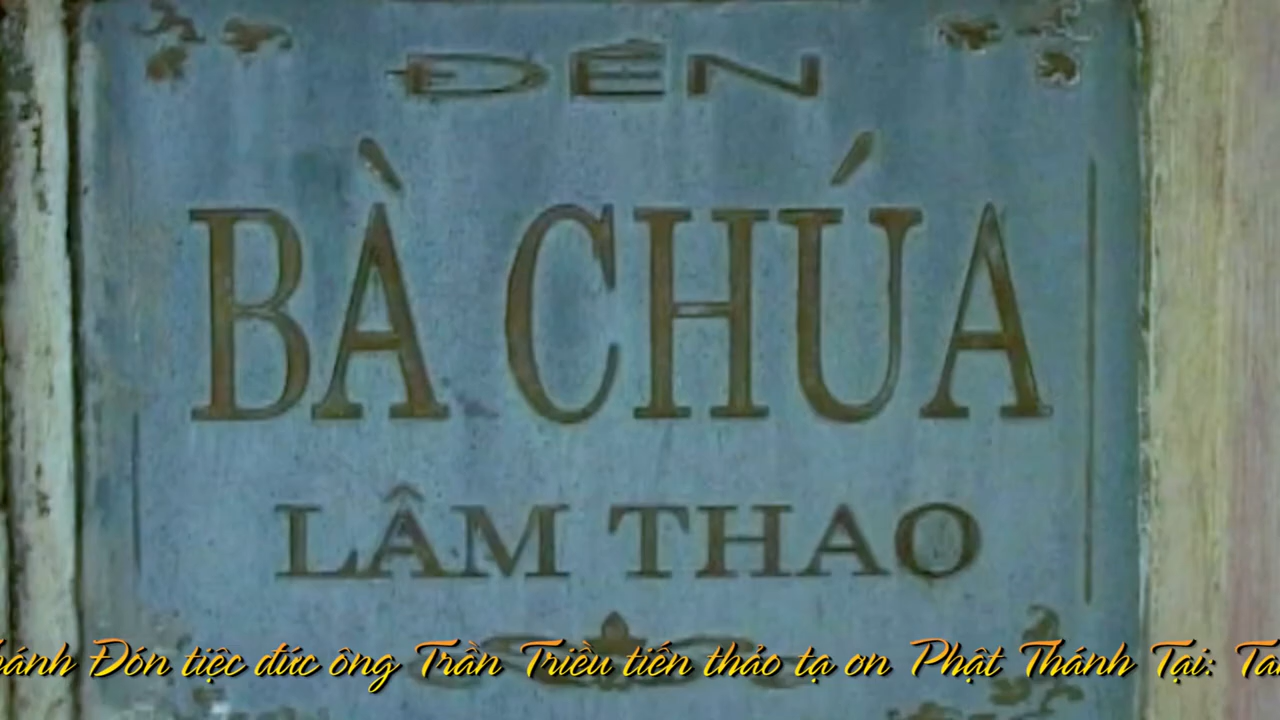 ĐỀN
BÀ CHÚA
LÂM THAO
Đón tiệc đức ông Trần Triều tiến thảo tạ ơn Phật Thánh Tại: